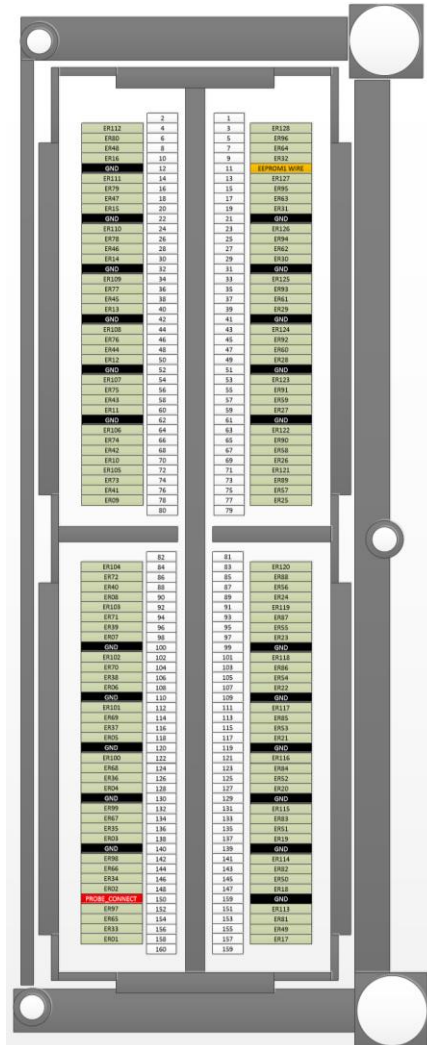 2 1
ER112 4 3 ER128
ER80 6 5 ER96
ER48 8 7 ER64
ER16 10 9 ER32
GND 12 11 EEPROM1 WIRE
ER111 14 13 ER127
ER79 16 15 ER95
ER47 18 17 ER63
ER15 20 19 ER31
GND 22 21 GND
ER110 24 23 ER126
ER78 26 25 ER94
ER46 28 27 ER62
ER14 30 29 ER30
GND 32 31 GND
ER109 34 33 ER125
ER77 36 35 ER93
ER45 38 37 ER61
ER13 40 39 ER29
GND 42 41 GND
ER108 44 43 ER124
ER76 46 45 ER92
ER44 48 47 ER60
ER12 50 49 ER28
GND 52 51 GND
ER107 54 53 ER123
ER75 56 55 ER91
ER43 58 57 ER59
ER11 60 59 ER27
GND 62 61 GND
ER106 64 63 ER122
ER74 66 65 ER90
ER42 68 67 ER58
ER10 70 69 ER26
ER105 72 71 ER121
ER73 74 73 ER89
ER41 76 75 ER57
ER09 78 77 ER25
80 79
82 81
ER104 84 83 ER120
ER72 86 85 ER88
ER40 88 87 ER56
ER08 90 89 ER24
ER103 92 91 ER119
ER71 94 93 ER87
ER39 96 95 ER55
ER07 98 97 ER23
GND 100 99 GND
ER102 102 101 ER118
ER70 104 103 ER86
ER38 106 105 ER54
ER06 108 107 ER22
GND 110 109 GND
ER101 112 111 ER117
ER69 114 113 ER85
ER37 116 115 ER53
ER05 118 117 ER21
GND 120 119 GND
ER100 122 121 ER116
ER68 124 123 ER84
ER36 126 125 ER52
ER04 128 127 ER20
GND 130 129 GND
ER99 132 131 ER115
ER67 134 133 ER83
ER35 136 135 ER51
ER03 138 137 ER19
GND 140 139 GND
ER98 142 141 ER114
ER66 144 143 ER82
ER34 146 145 ER50
ER02 148 147 ER18
PROBE_CONNECT 150 159 GND
ER97 152 151 ER113
ER65 154 153 ER81
ER33 156 155 ER49
ER01 158 157 ER17
160 159